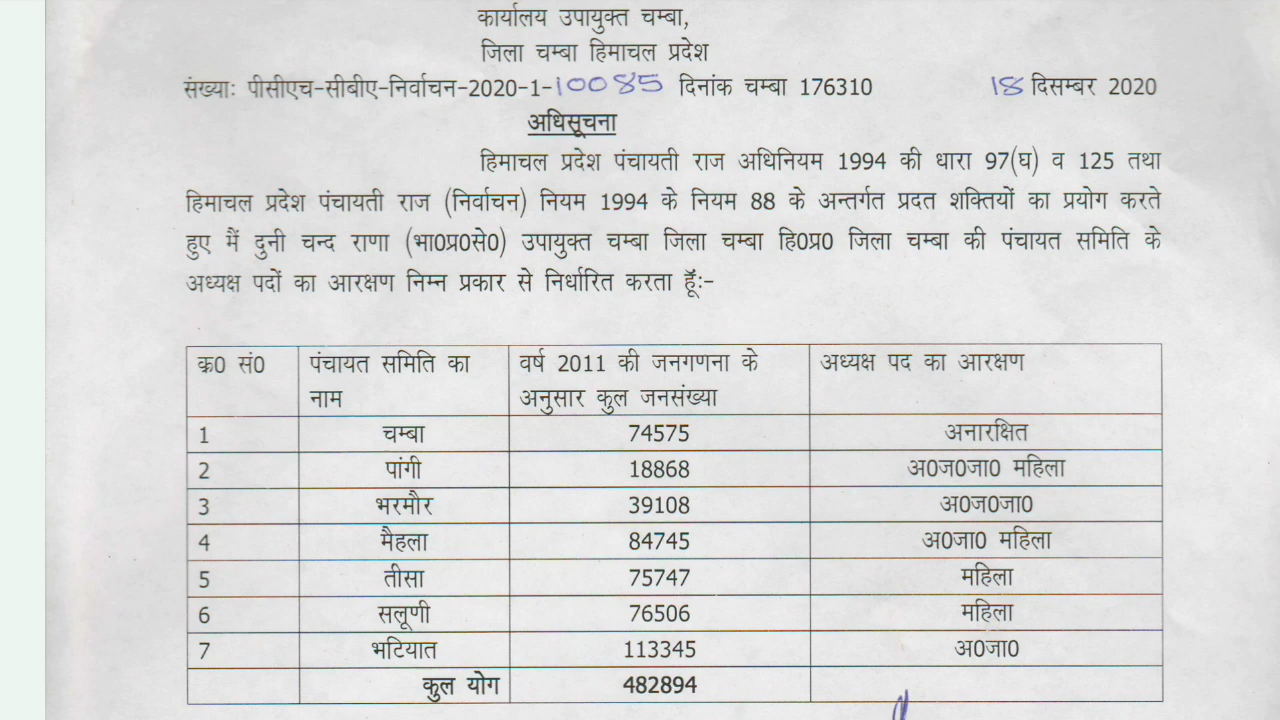 कार्यालय उपायुक्त चम्बा,
जिला चम्बा हिमाचल प्रदेश
संख्याः पीसीएच-सीबीए-निर्वाचन-2020-1-10085 दिनांक चम्बा 176310 18 दिसम्बर 2020
अधिसूचना
हिमाचल प्रदेश पंचायती राज अधिनियम 1994 की धारा 97(घ) व 125 तथा
हिमाचल प्रदेश पंचायती राज (निर्वाचन) नियम 1994 के नियम 88 के अन्तर्गत प्रदत शक्तियों का प्रयोग करते
हुए मैं दुनी चन्द राणा (भा0प्र0से0) उपायुक्त चम्बा जिला चम्बा हि0प्र0 जिला चम्बा की पंचायत समिति के
अध्यक्ष पदों का आरक्षण निम्न प्रकार से निर्धारित करता हूँः-
क0 सं0 पंचायत समिति का नाम वर्ष 2011 की जनगणना के अनुसार कुल जनसंख्या अध्यक्ष पद का आरक्षण
1 चम्बा 74575 अनारक्षित
2 पांगी 18868 अ0ज0जा0 महिला
3 भरमौर 39108 अ0ज0जा0
4 मैहला 84745 अ0जा0 महिला
5 तीसा 75747 महिला
6 सलूणी 76506 महिला
7 भटियात 113345 अ0जा0
कुल योग 482894